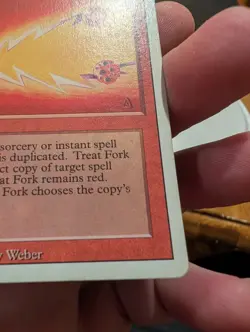 sorcery or instant spell
is duplicated. Treat Fork
ct copy of target spell
at Fork remains red.
Fork chooses the copy's
Weber